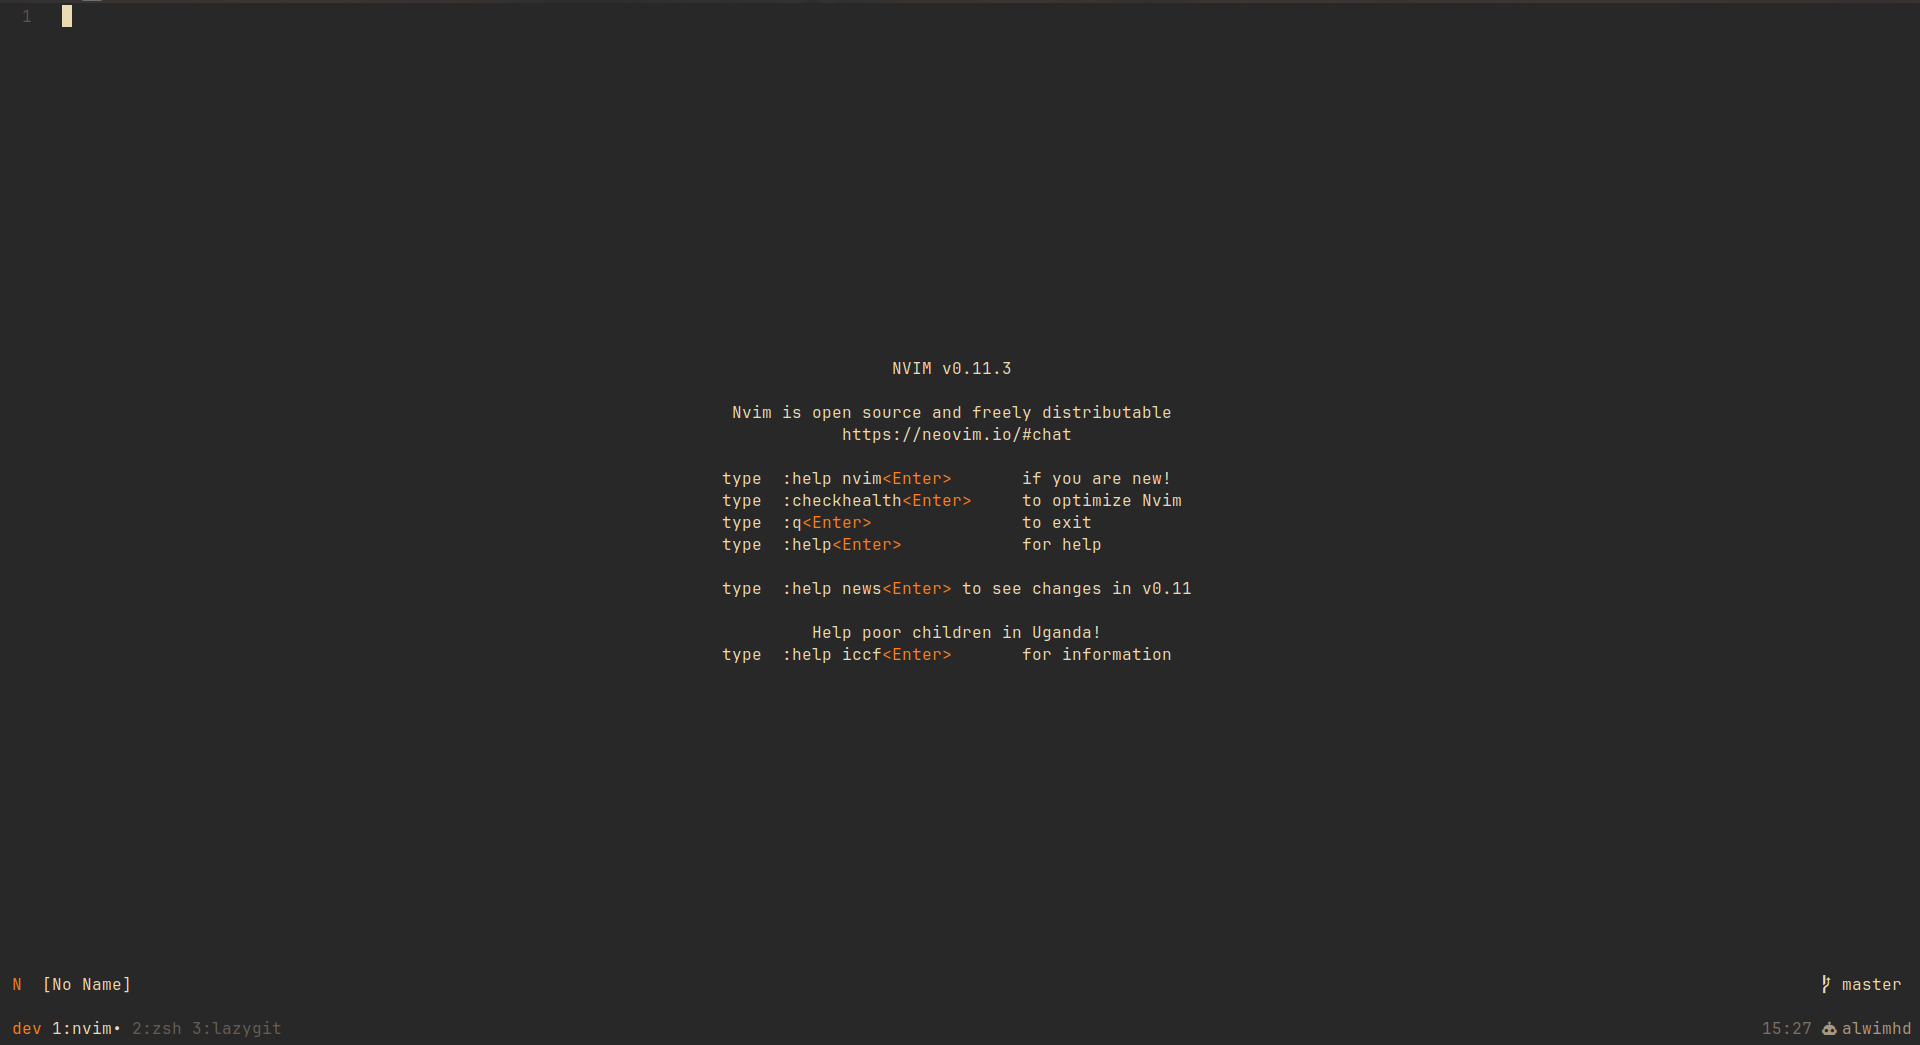 1
NVIM v0.11.3
Nvim is open source and freely distributable
https://neovim.io/#chat
type  :help nvim<Enter>       if you are new!
type  :checkhealth<Enter>     to optimize Nvim
type  :q<Enter>               to exit
type  :help<Enter>            for help
type  :help news<Enter> to see changes in v0.11
Help poor children in Uganda!
type  :help iccf<Enter>       for information
N  [No Name] master
dev 1:nvim• 2:zsh 3:lazygit 15:27 alwimhd